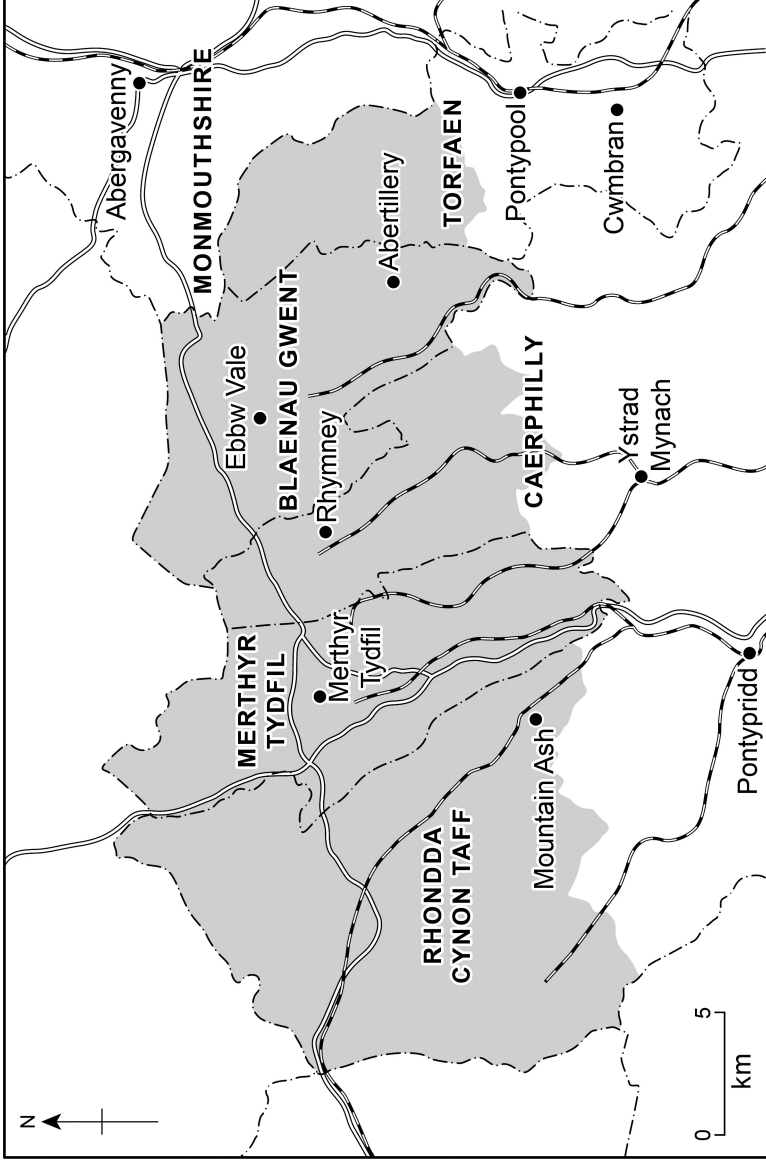 N
Abergavenny
MONMOUTHSHIRE
Ebbw Vale
BLAENAU GWENT
Rhymney
Abertillery
TORFAEN
Pontypool
Cwmbran
MERTHYR
TYDFIL
Merthyr
Tydfil
CAERPHILLY
RHONDDA
CYNON TAFF
Mountain Ash
Ystrad
Mynach
Pontypridd
0 5
km